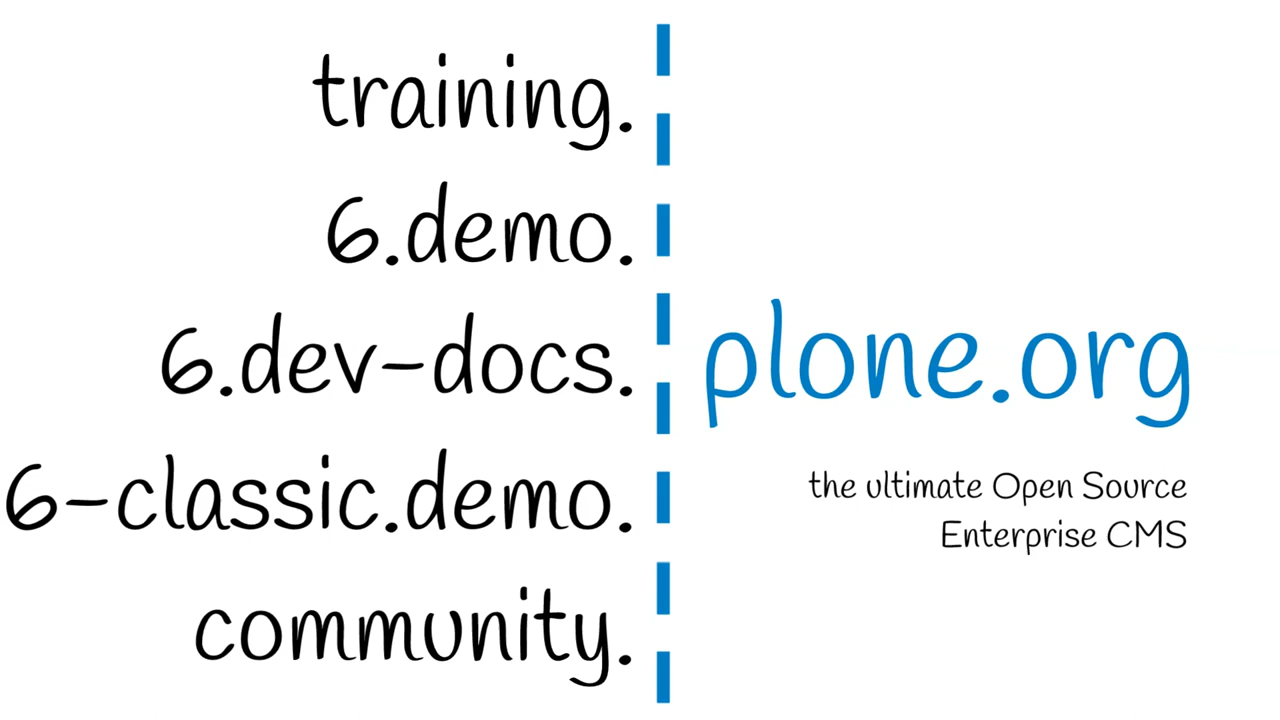 training.
6.demo.
6.dev-docs.
6-classic.demo.
community.
plone.org
the ultimate Open Source
Enterprise CMS